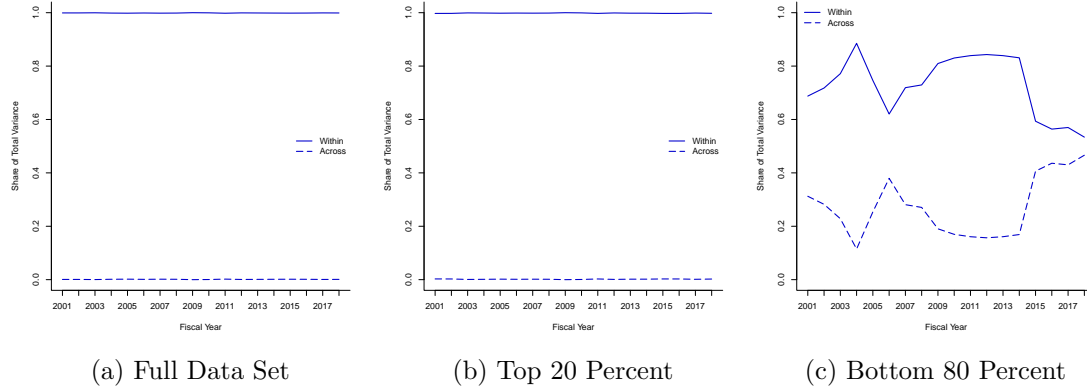 1.0
0.8
0.6
0.4
0.2
0.0
Share of Total Variance
Within
Across
2001 2003 2005 2007 2009 2011 2013 2015 2017
Fiscal Year
(a) Full Data Set
1.0
0.8
0.6
0.4
0.2
0.0
Share of Total Variance
Within
Across
2001 2003 2005 2007 2009 2011 2013 2015 2017
Fiscal Year
(b) Top 20 Percent
1.0
0.8
0.6
0.4
0.2
0.0
Share of Total Variance
Within
Across
2001 2003 2005 2007 2009 2011 2013 2015 2017
Fiscal Year
(c) Bottom 80 Percent